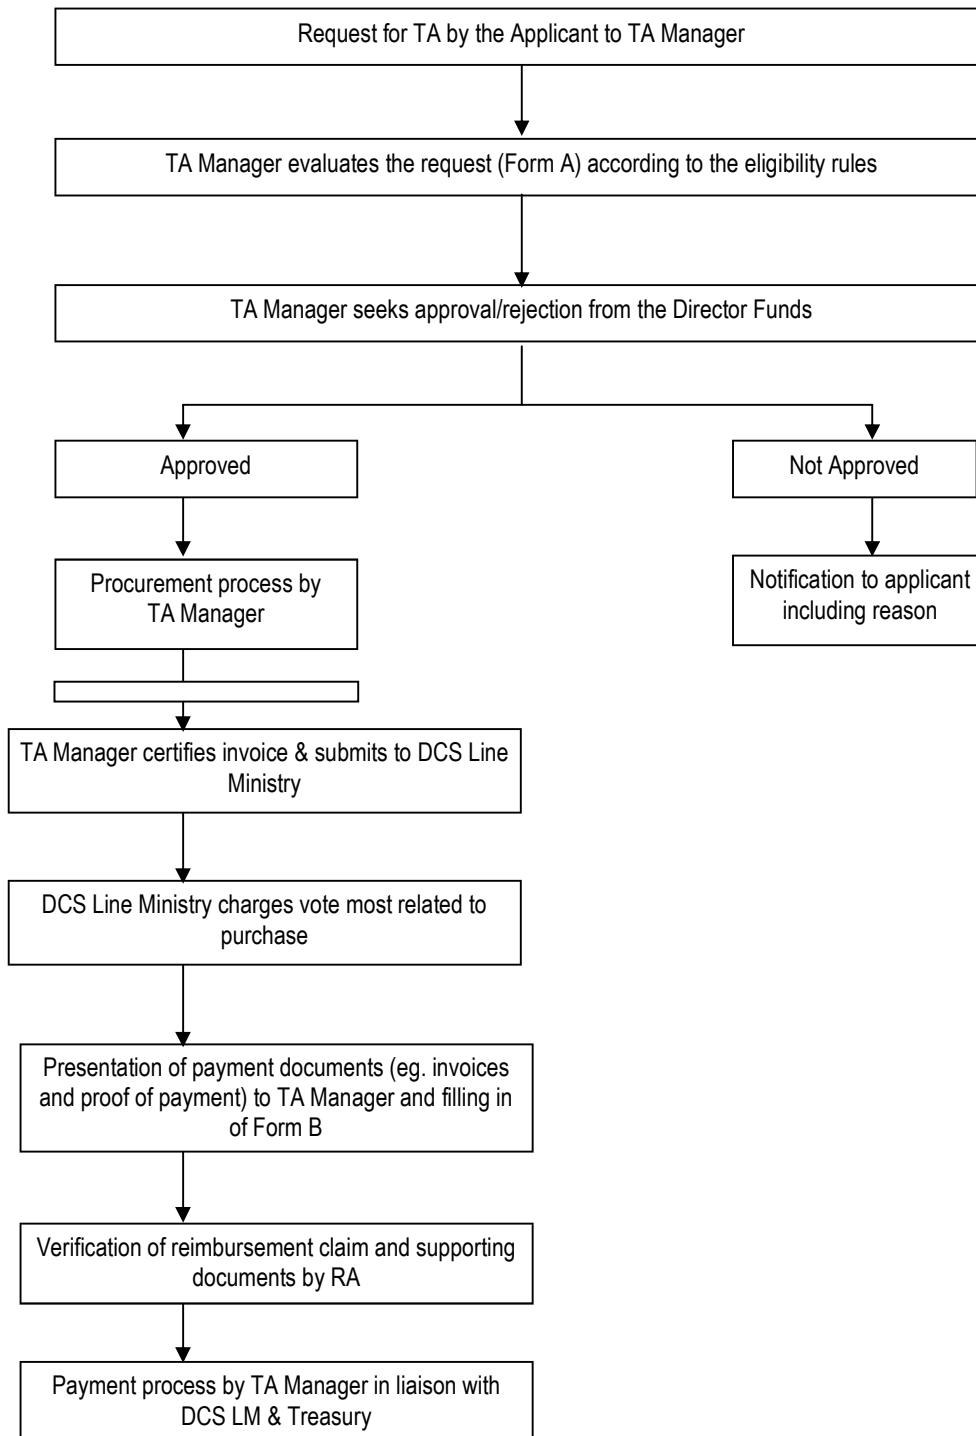 Request for TA by the Applicant to TA Manager
TA Manager evaluates the request (Form A) according to the eligibility rules
TA Manager seeks approval/rejection from the Director Funds
Approved
Not Approved
Procurement process by
TA Manager
Notification to applicant
including reason
TA Manager certifies invoice & submits to DCS Line
Ministry
DCS Line Ministry charges vote most related to
purchase
Presentation of payment documents (eg. invoices
and proof of payment) to TA Manager and filling in
of Form B
Verification of reimbursement claim and supporting
documents by RA
Payment process by TA Manager in liaison with
DCS LM & Treasury